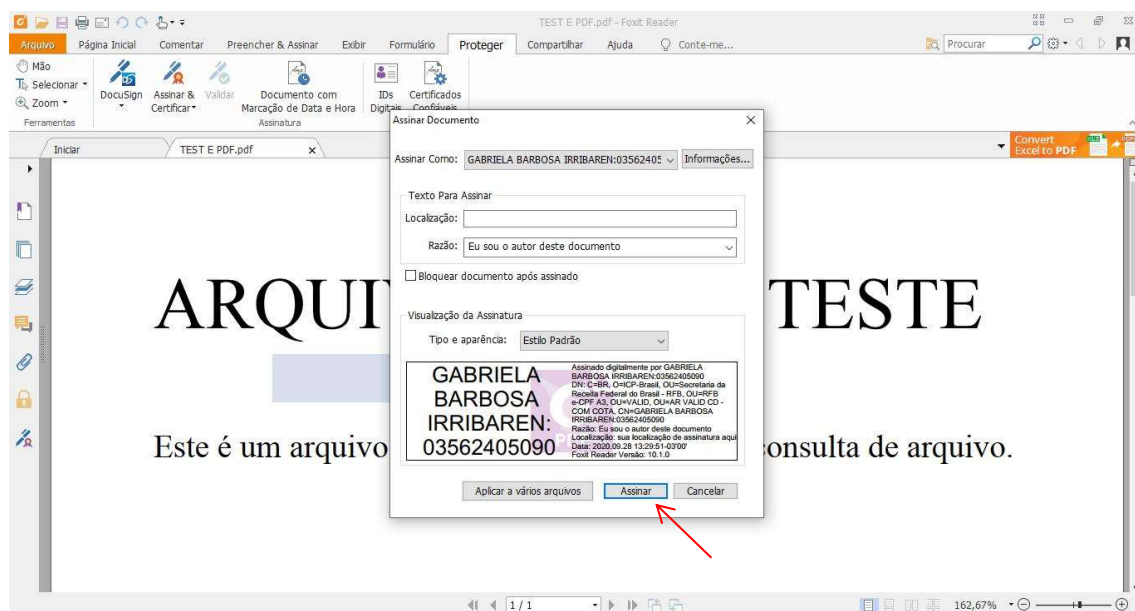 TEST E PDF.pdf - Foxit Reader
Arquivo Página Inicial Comentar Preencher & Assinar Exibir Formulário Proteger Compartilhar Ajuda Conte-me... Procurar
Mão
Selecionar
Zoom
DocuSign
Assinar & Certificar
Validar
Documento com
Marcação de Data e Hora
IDs
Digitais
Certificados
Confiáveis
Ferramentas
Assinatura
Iniciar
TEST E PDF.pdf x
Convert
Excel to PDF
Assinar Documento
Assinar Como: GABRIELA BARBOSA IRRIBAREN:03562405 Informações...
Texto Para Assinar
Localização:
Razão: Eu sou o autor deste documento
Bloquear documento após assinado
Visualização da Assinatura
Tipo e aparência: Estilo Padrão
GABRIELA
BARBOSA
IRRIBAREN:
03562405090
Assinado digitalmente por GABRIELA
BARBOSA IRRIBAREN:03562405090
DN: C=BR, O=ICP-Brasil, OU=Secretaria da
Receita Federal do Brasil - RFB, OU=RFB
e-CPF A3, OU=VALID, OU=AR VALID CD -
COM COTA, CN=GABRIELA BARBOSA
IRRIBAREN:03562405090
Razão: Eu sou o autor deste documento
Localização: sua localização de assinatura aqui
Data: 2020.09.28 13:29:51-03'00'
Foxit Reader Versão: 10.1.0
Aplicar a vários arquivos Assinar Cancelar
ARQUI TESTE
Este é um arquivo consulta de arquivo.
1 / 1
162,67%